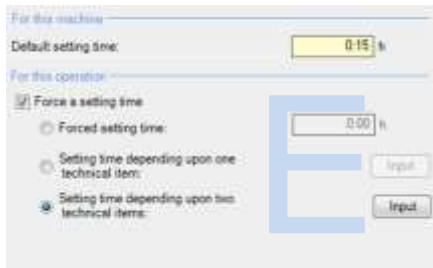 For this machine
Default setting time: 0:15 h
For this operation
Force a setting time
Forced setting time: 0:00 h
Setting time depending upon one
technical item: Input
Setting time depending upon two
technical items: Input
E